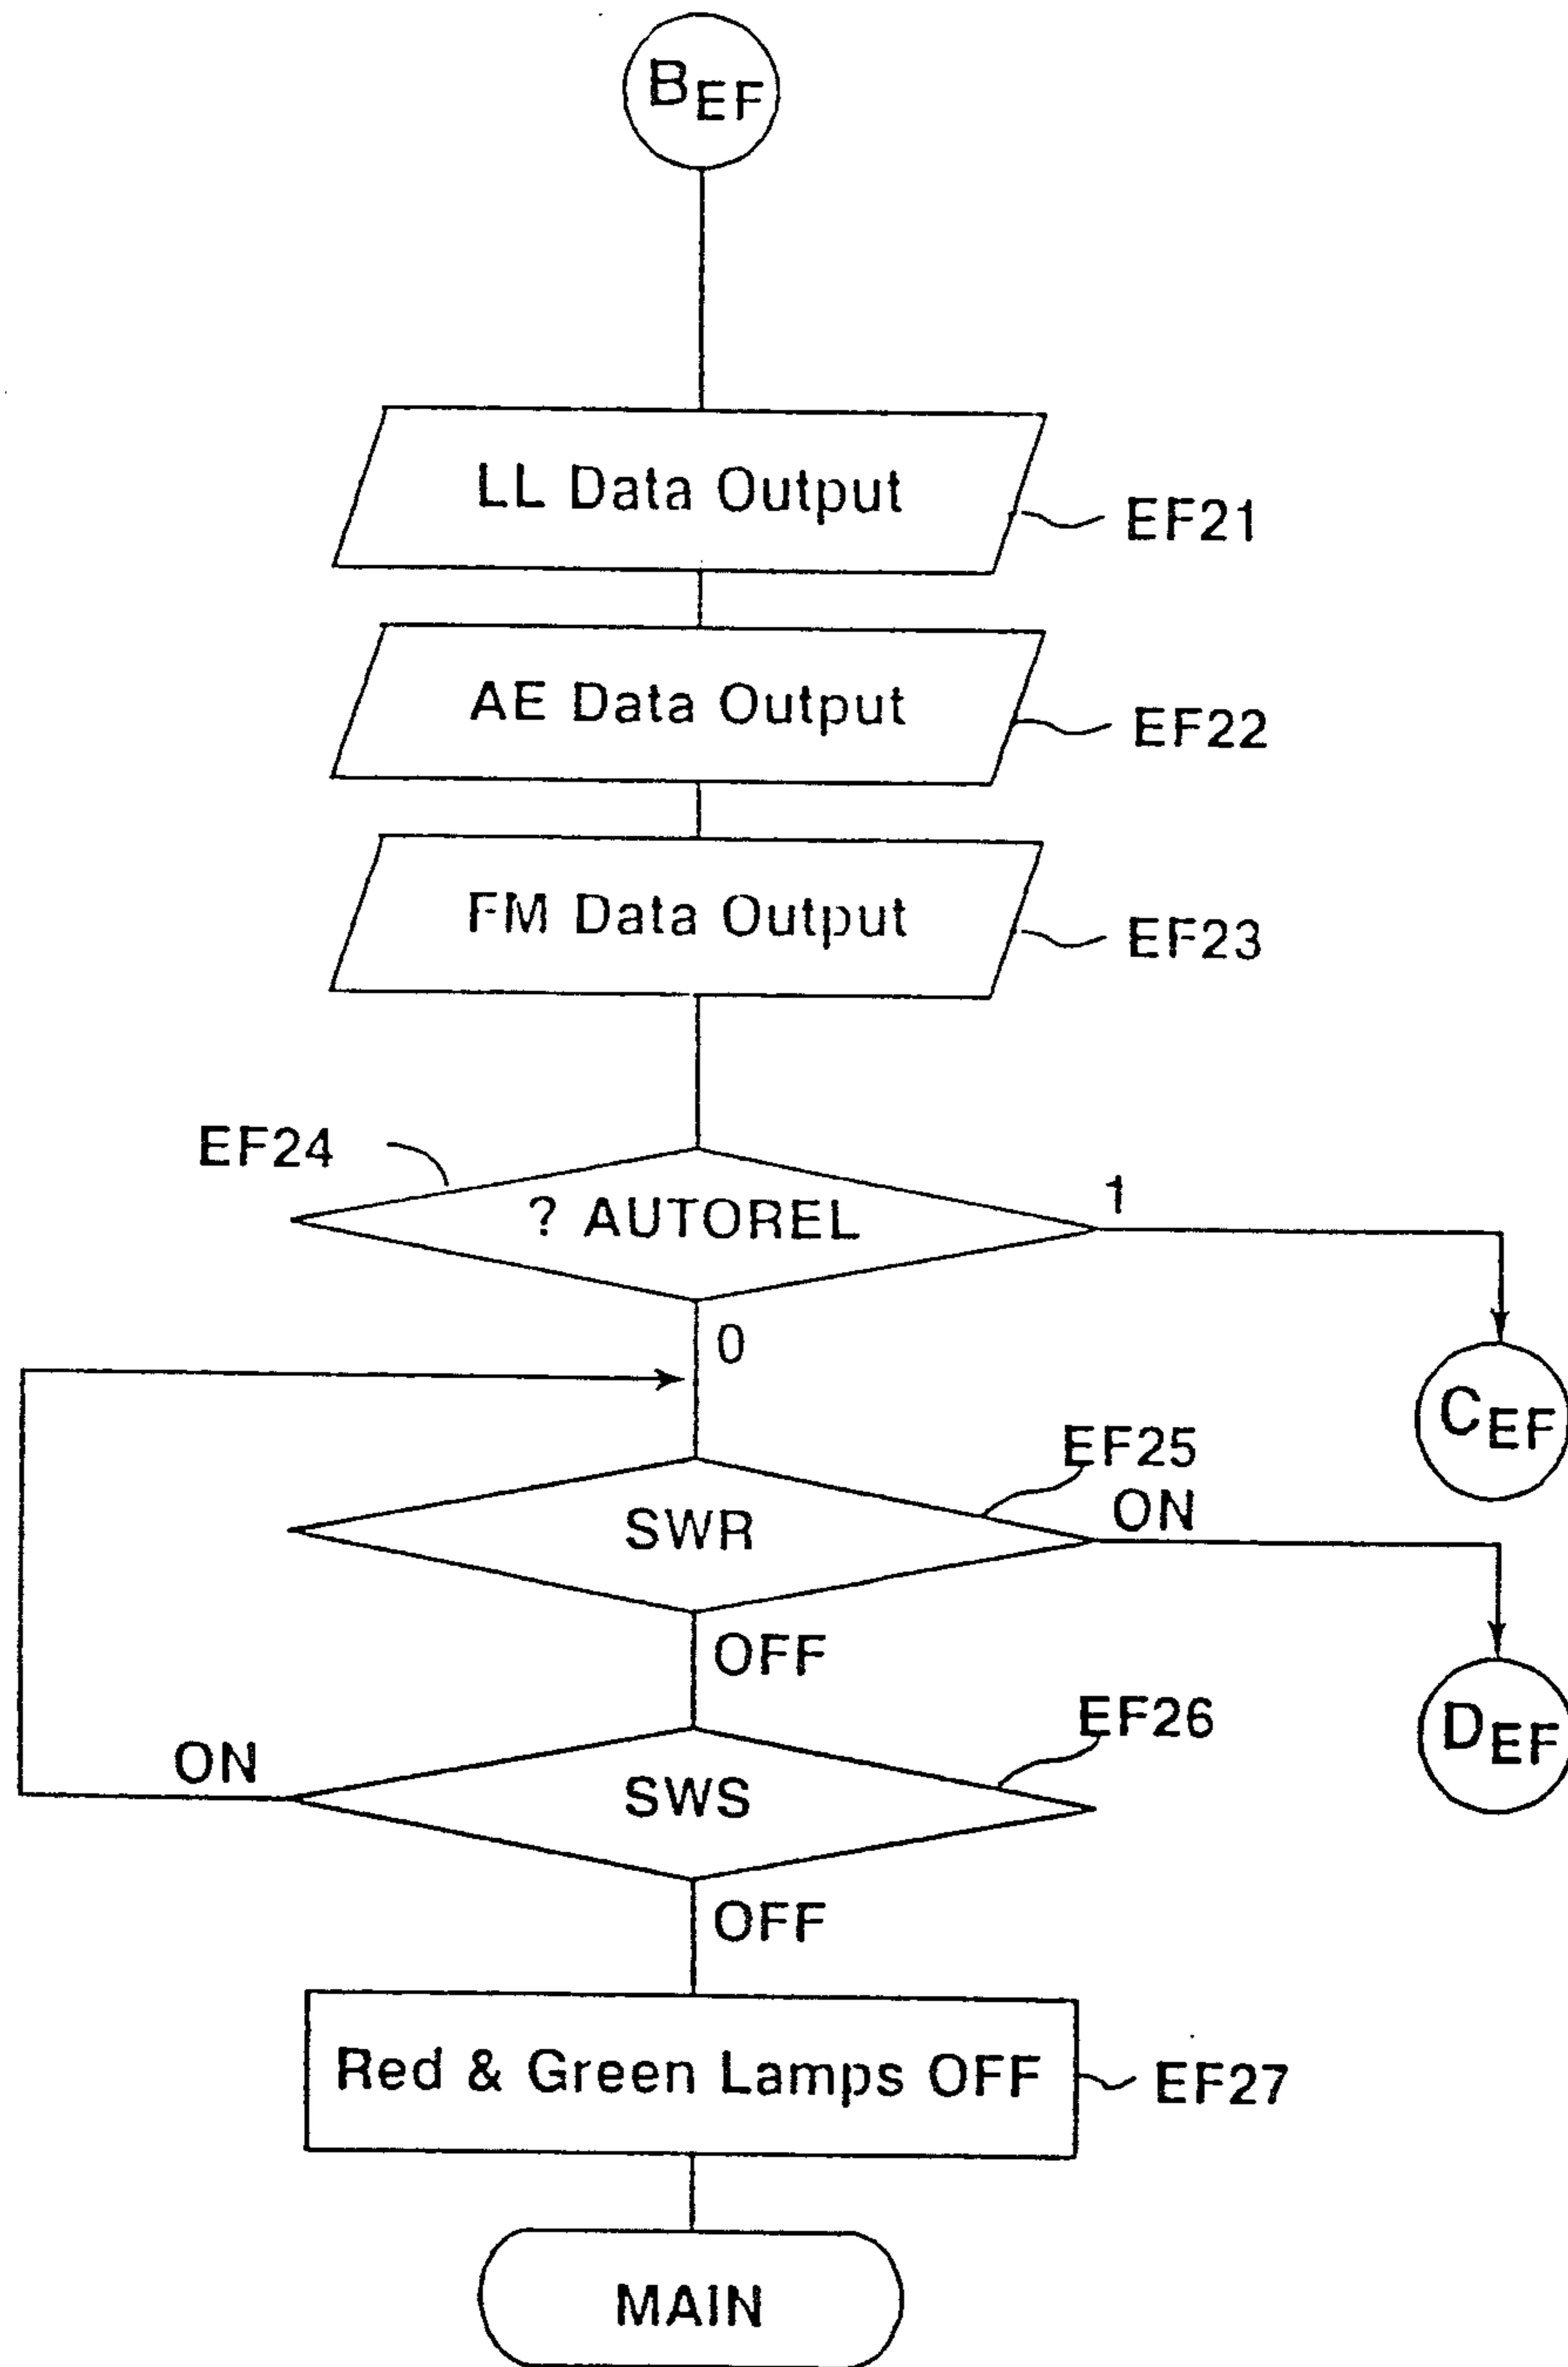 BEF
LL Data Output
EF21
AE Data Output
EF22
FM Data Output
EF23
EF24
? AUTOREL
1
0
CEF
EF25
SWR
ON
OFF
DEF
EF26
ON
SWS
OFF
Red & Green Lamps OFF
EF27
MAIN